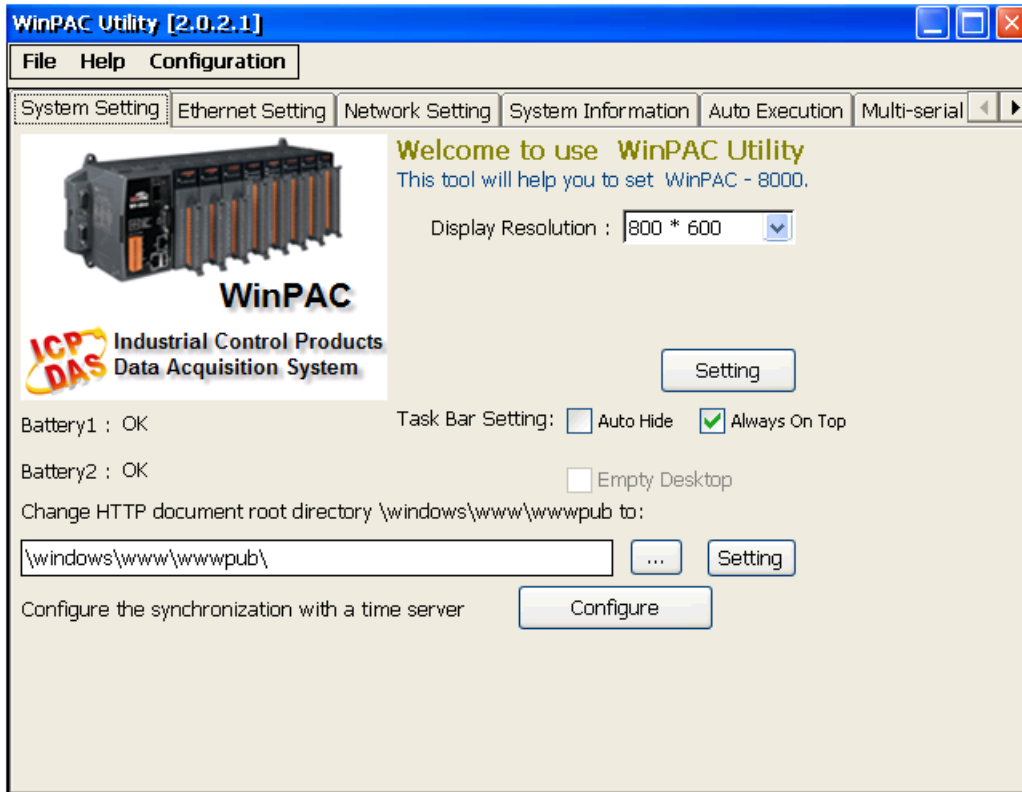 WinPAC Utility [2.0.2.1]
File Help Configuration
System Setting Ethernet Setting Network Setting System Information Auto Execution Multi-serial
Welcome to use WinPAC Utility
This tool will help you to set WinPAC - 8000.
Display Resolution : 800 * 600
WinPAC
ICP DAS
Industrial Control Products
Data Acquisition System
Setting
Battery1 : OK
Task Bar Setting: Auto Hide Always On Top
Battery2 : OK
Empty Desktop
Change HTTP document root directory \windows\www\wwwpub to:
\windows\www\wwwpub\ ... Setting
Configure the synchronization with a time server Configure